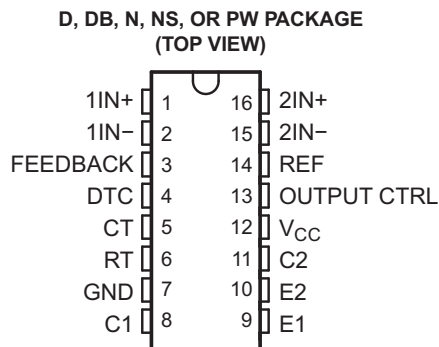 D, DB, N, NS, OR PW PACKAGE
(TOP VIEW)
1IN+ 1 16 2IN+
1IN− 2 15 2IN−
FEEDBACK 3 14 REF
DTC 4 13 OUTPUT CTRL
CT 5 12 VCC
RT 6 11 C2
GND 7 10 E2
C1 8 9 E1